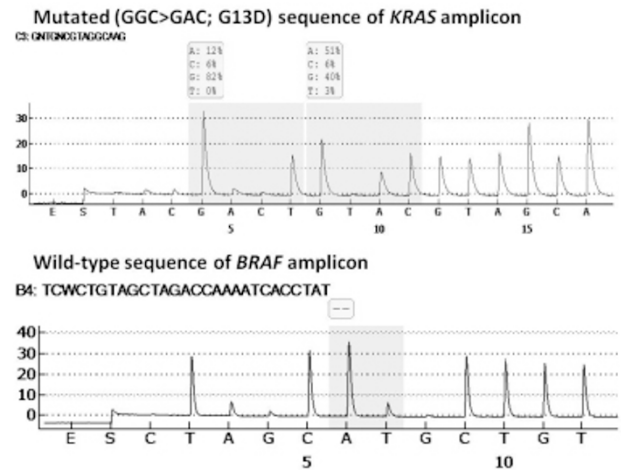 Mutated (GGC>GAC; G13D) sequence of KRAS amplicon
C3: GNTGNCGTAGGCAAG
A: 12% A: 51%
C: 6% C: 6%
G: 82% G: 40%
T: 0% T: 3%
30
20
10
0
E S T A C G A C T G T A C G T A G C A
5 10 15
Wild-type sequence of BRAF amplicon
B4: TCWCTGTAGCTAGACCAAAATCACCTAT
--
40
30
20
10
0
E S C T A G C A T G C T G T
5 10